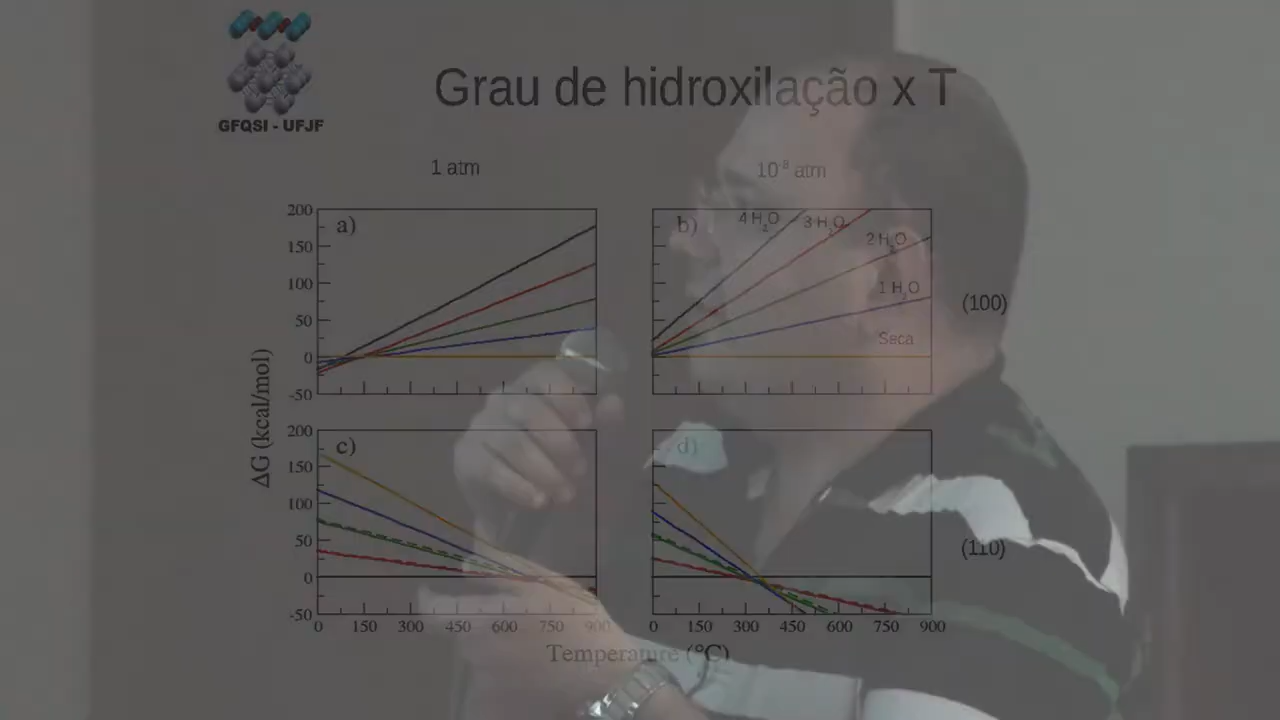 GFQSI - UFJF
Grau de hidroxilação x T
1 atm
10⁻⁸ atm
a)
200
150
100
50
0
-50
b)
4 H₂O
3 H₂O
2 H₂O
1 H₂O
Seca
(100)
ΔG (kcal/mol)
c)
200
150
100
50
0
-50
0 150 300 450 600 750 900
d)
(110)
0 150 300 450 600 750 900
Temperature (°C)